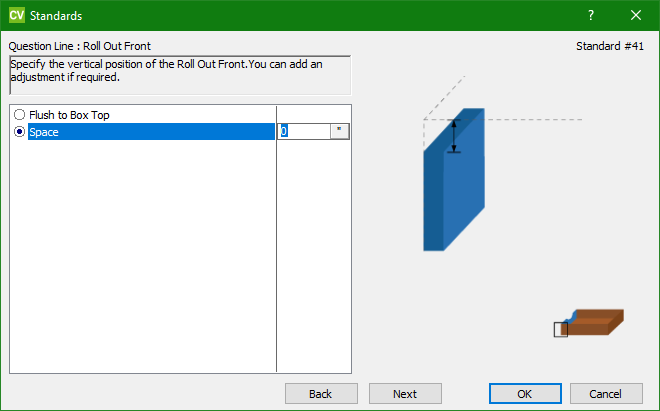 CV Standards ?
Question Line : Roll Out Front Standard #41
Specify the vertical position of the Roll Out Front.You can add an
adjustment if required.
Flush to Box Top
Space 0 "
Back Next OK Cancel